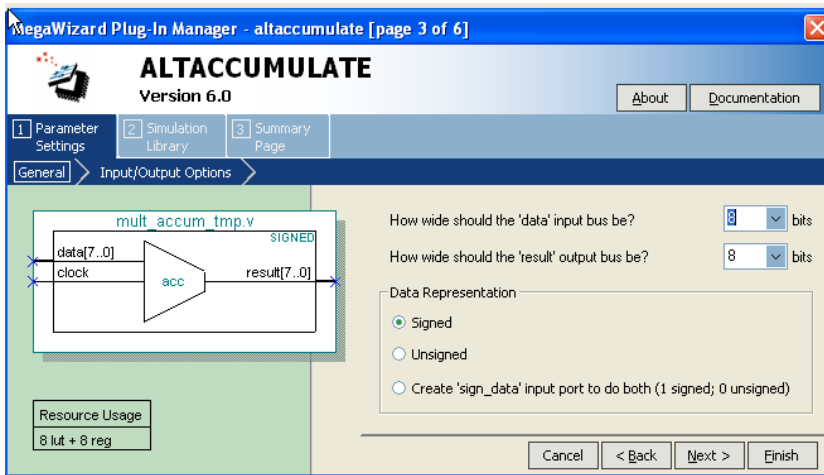 MegaWizard Plug-In Manager - altaccumulate [page 3 of 6]
ALTACCUMULATE
Version 6.0
About
Documentation
1 Parameter Settings
2 Simulation Library
3 Summary Page
General
Input/Output Options
mult_accum_tmp.v
SIGNED
data[7..0]
clock
acc
result[7..0]
Resource Usage
8 lut + 8 reg
How wide should the 'data' input bus be? 8 bits
How wide should the 'result' output bus be? 8 bits
Data Representation
Signed
Unsigned
Create 'sign_data' input port to do both (1 signed; 0 unsigned)
Cancel
< Back
Next >
Finish